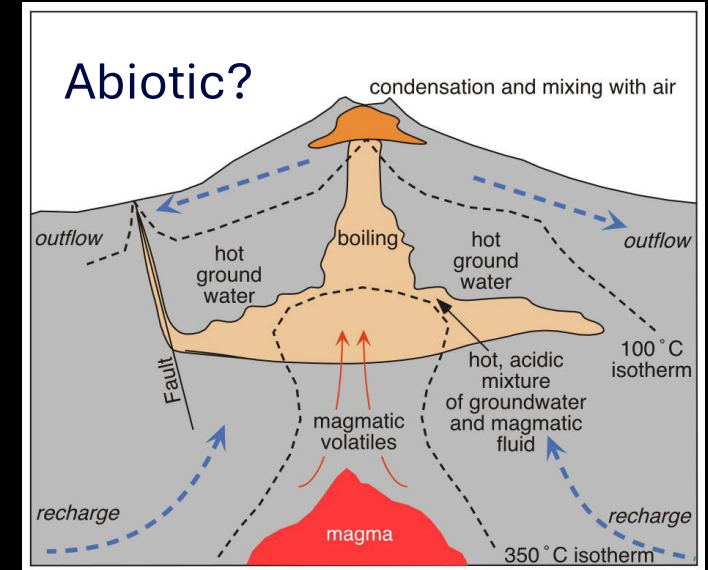 Abiotic?
condensation and mixing with air
outflow
hot
ground
water
boiling
hot
ground
water
outflow
100°C
isotherm
Fault
hot, acidic
mixture
of groundwater
and magmatic
fluid
magmatic
volatiles
recharge
magma
recharge
350°C isotherm